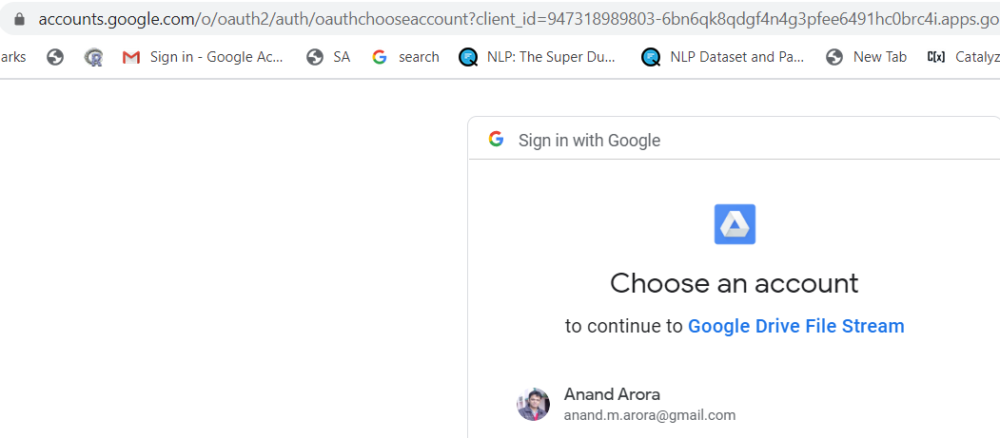 accounts.google.com/o/oauth2/auth/oauthchooseaccount?client_id=947318989803-6bn6qk8qdgf4n4g3pfee6491hc0brc4i.apps.go
arks Sign in - Google Ac... SA search NLP: The Super Du... NLP Dataset and Pa... New Tab C[x] Catalyz
Sign in with Google
Choose an account
to continue to Google Drive File Stream
Anand Arora
anand.m.arora@gmail.com